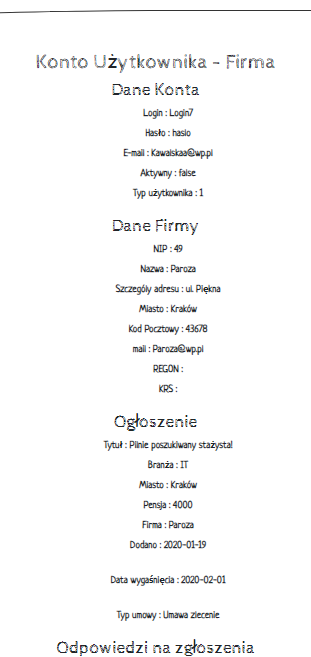 Konto Użytkownika - Firma
Dane Konta
Login : Login7
Hasło : haslo
E-mail : Kawalskaa@wp.pl
Aktywny : false
Typ użytkownika : 1
Dane Firmy
NIP : 49
Nazwa : Paroza
Szczegóły adresu : ul. Piękna
Miasto : Kraków
Kod Pocztowy : 43678
mail : Paroza@wp.pl
REGON :
KRS :
Ogłoszenie
Tytuł : Pilnie poszukiwany stażysta!
Branża : IT
Miasto : Kraków
Pensja : 4000
Firma : Paroza
Dodano : 2020-01-19
Data wygaśnięcia : 2020-02-01
Typ umowy : Umawa zlecenie
Odpowiedzi na zgłoszenia